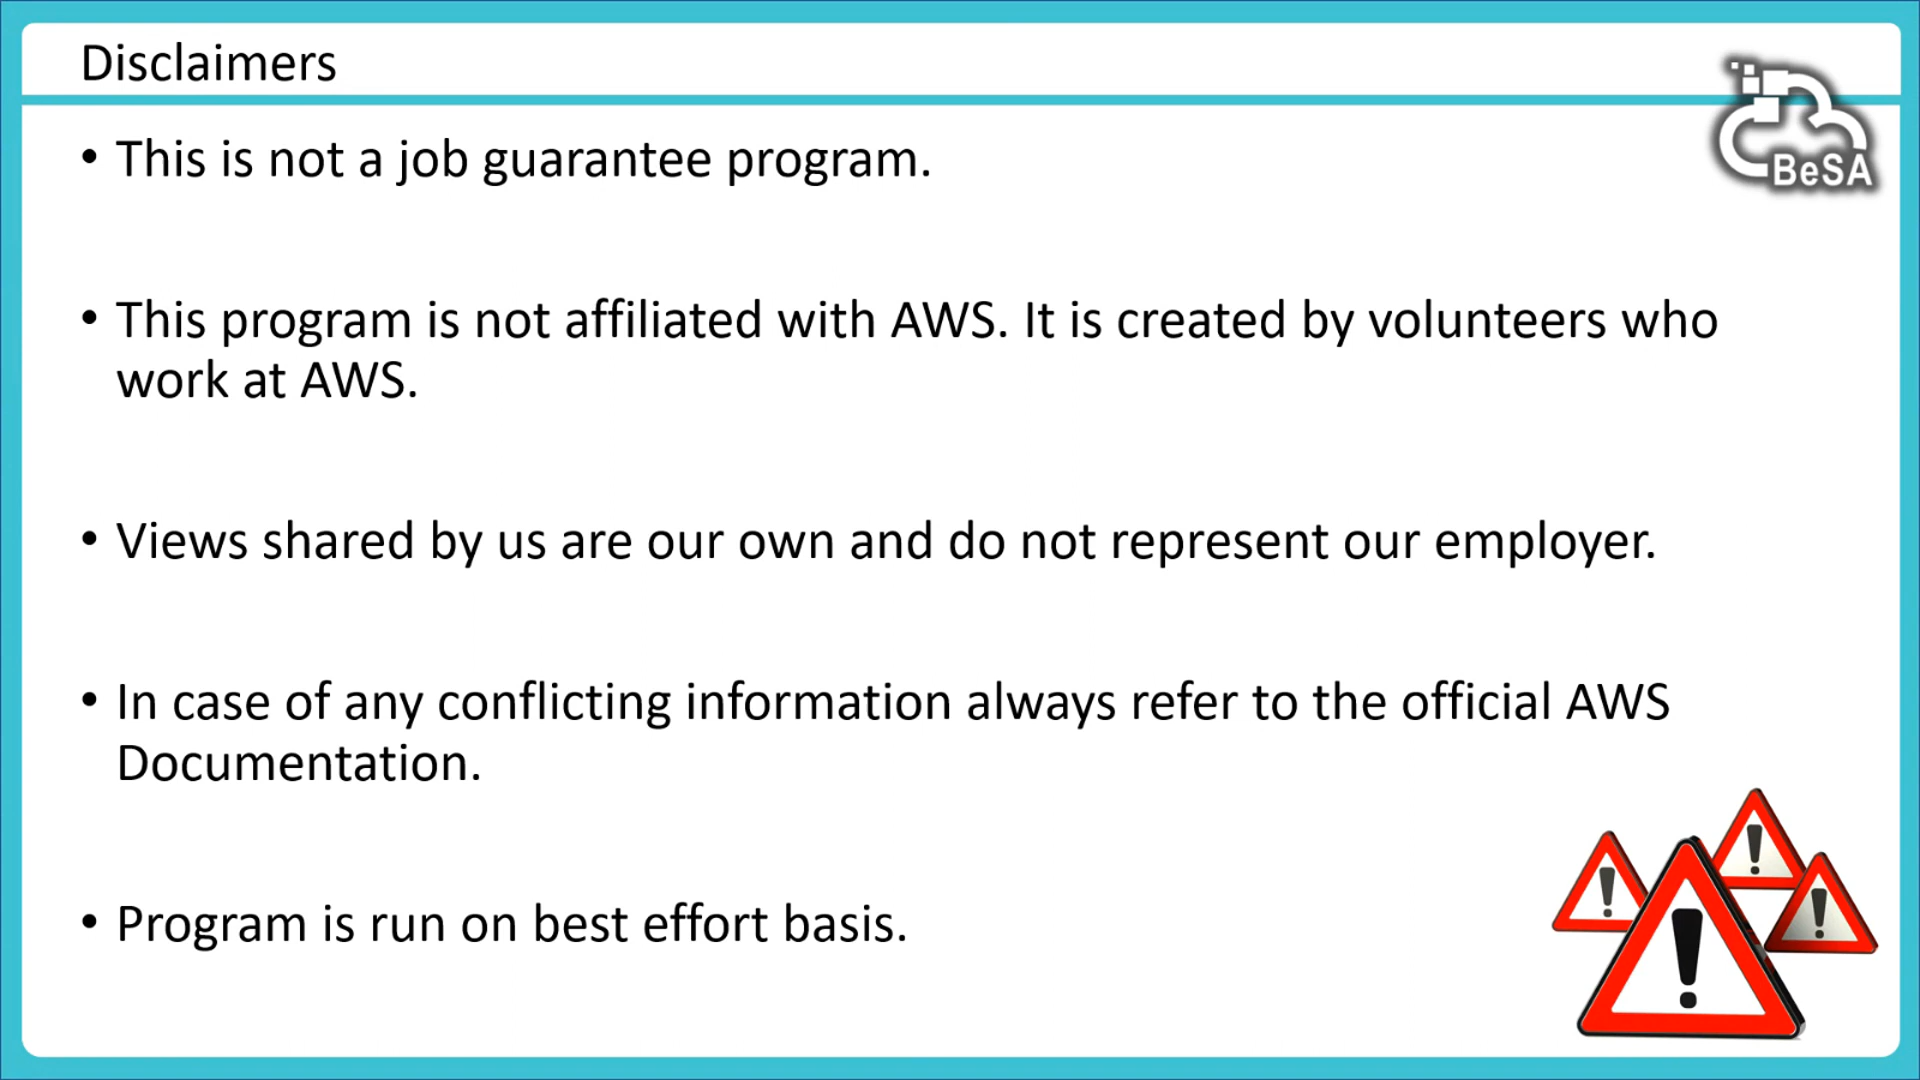 Disclaimers
BeSA
• This is not a job guarantee program.
• This program is not affiliated with AWS. It is created by volunteers who
work at AWS.
• Views shared by us are our own and do not represent our employer.
• In case of any conflicting information always refer to the official AWS
Documentation.
• Program is run on best effort basis.